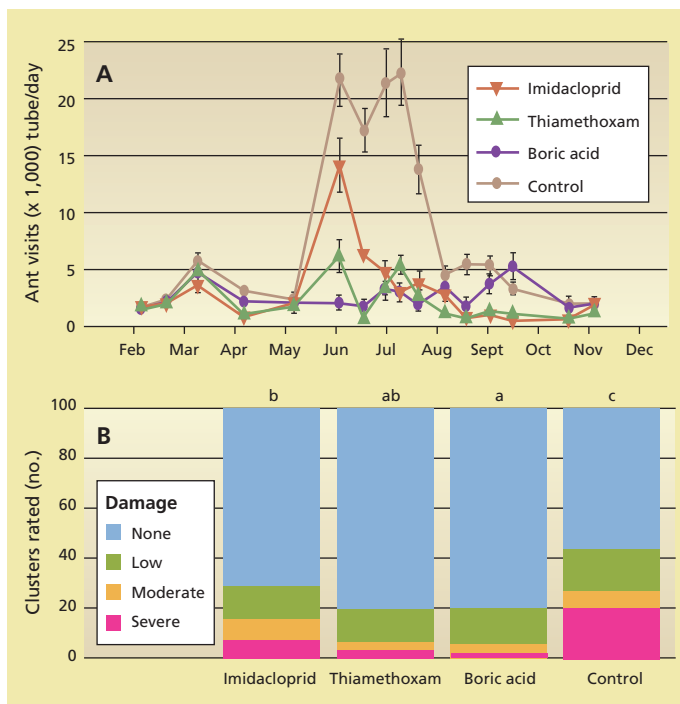 A
Ant visits (x 1,000) tube/day
25
20
15
10
5
0
Imidacloprid
Thiamethoxam
Boric acid
Control
Feb Mar Apr May Jun Jul Aug Sept Oct Nov Dec
b ab a c
B
Clusters rated (no.)
100
80
60
40
20
0
Damage
None
Low
Moderate
Severe
Imidacloprid Thiamethoxam Boric acid Control